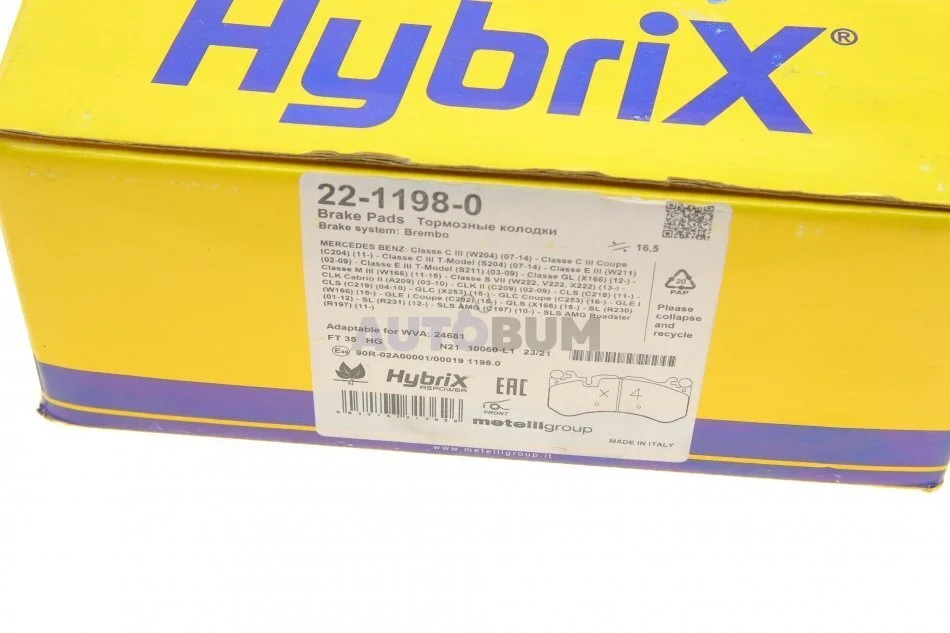 HybriX®
22-1198-0
Brake Pads Тормозные колодки
Brake system: Brembo
16,5
MERCEDES BENZ: Classe C III (W204) (07-14) - Classe C III Coupe
(C204) (11-) - Classe C III T-Model (S204) (07-14) - Classe E III (W211)
(02-09) - Classe E III T-Model (S211) (03-09) - Classe GL (X166) (12-) -
Classe M III (W166) (11-15) - Classe S VII (W222, V222, X222) (13-) -
CLK Cabrio II (A209) (03-10) - CLK II (C209) (02-09) - CLS (C218) (11-) -
CLS (C219) (04-10) - GLC (X253) (15-) - GLC Coupe (C253) (16-) - GLE I
(W166) (15-) - GLE I Coupe (C292) (15-) - GLS (X166) (15-) - SL (R230)
(01-12) - SL (R231) (12-) - SLS AMG (C197) (10-) - SLS AMG Roadster
(R197) (11-)
20
PAP
Please
collapse
and
recycle
AUTOBUM
Adaptable for WVA: 24681
FT 35 HG N21 10060-L1 23/21
90R-02A00001/00019 1198.0
N
HybriX
REPOWER
EAC
FRONT
X 4
metelligroup
MADE IN ITALY
www.metelligroup.it